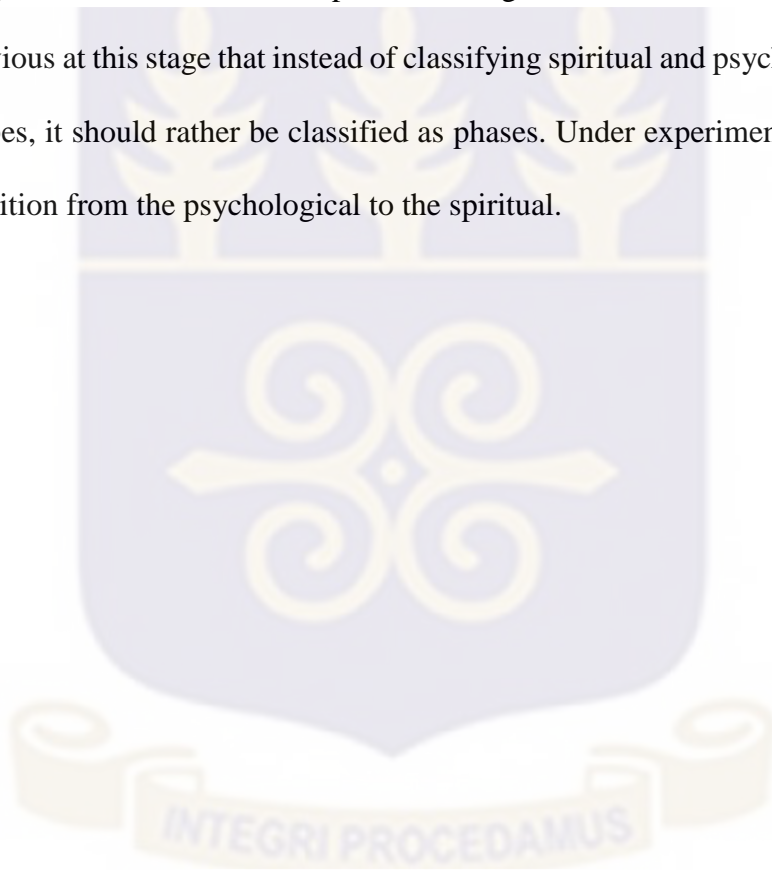 vious at this stage that instead of classifying spiritual and psych
es, it should rather be classified as phases. Under experimen
ition from the psychological to the spiritual.
INTEGRI PROCEDAMUS